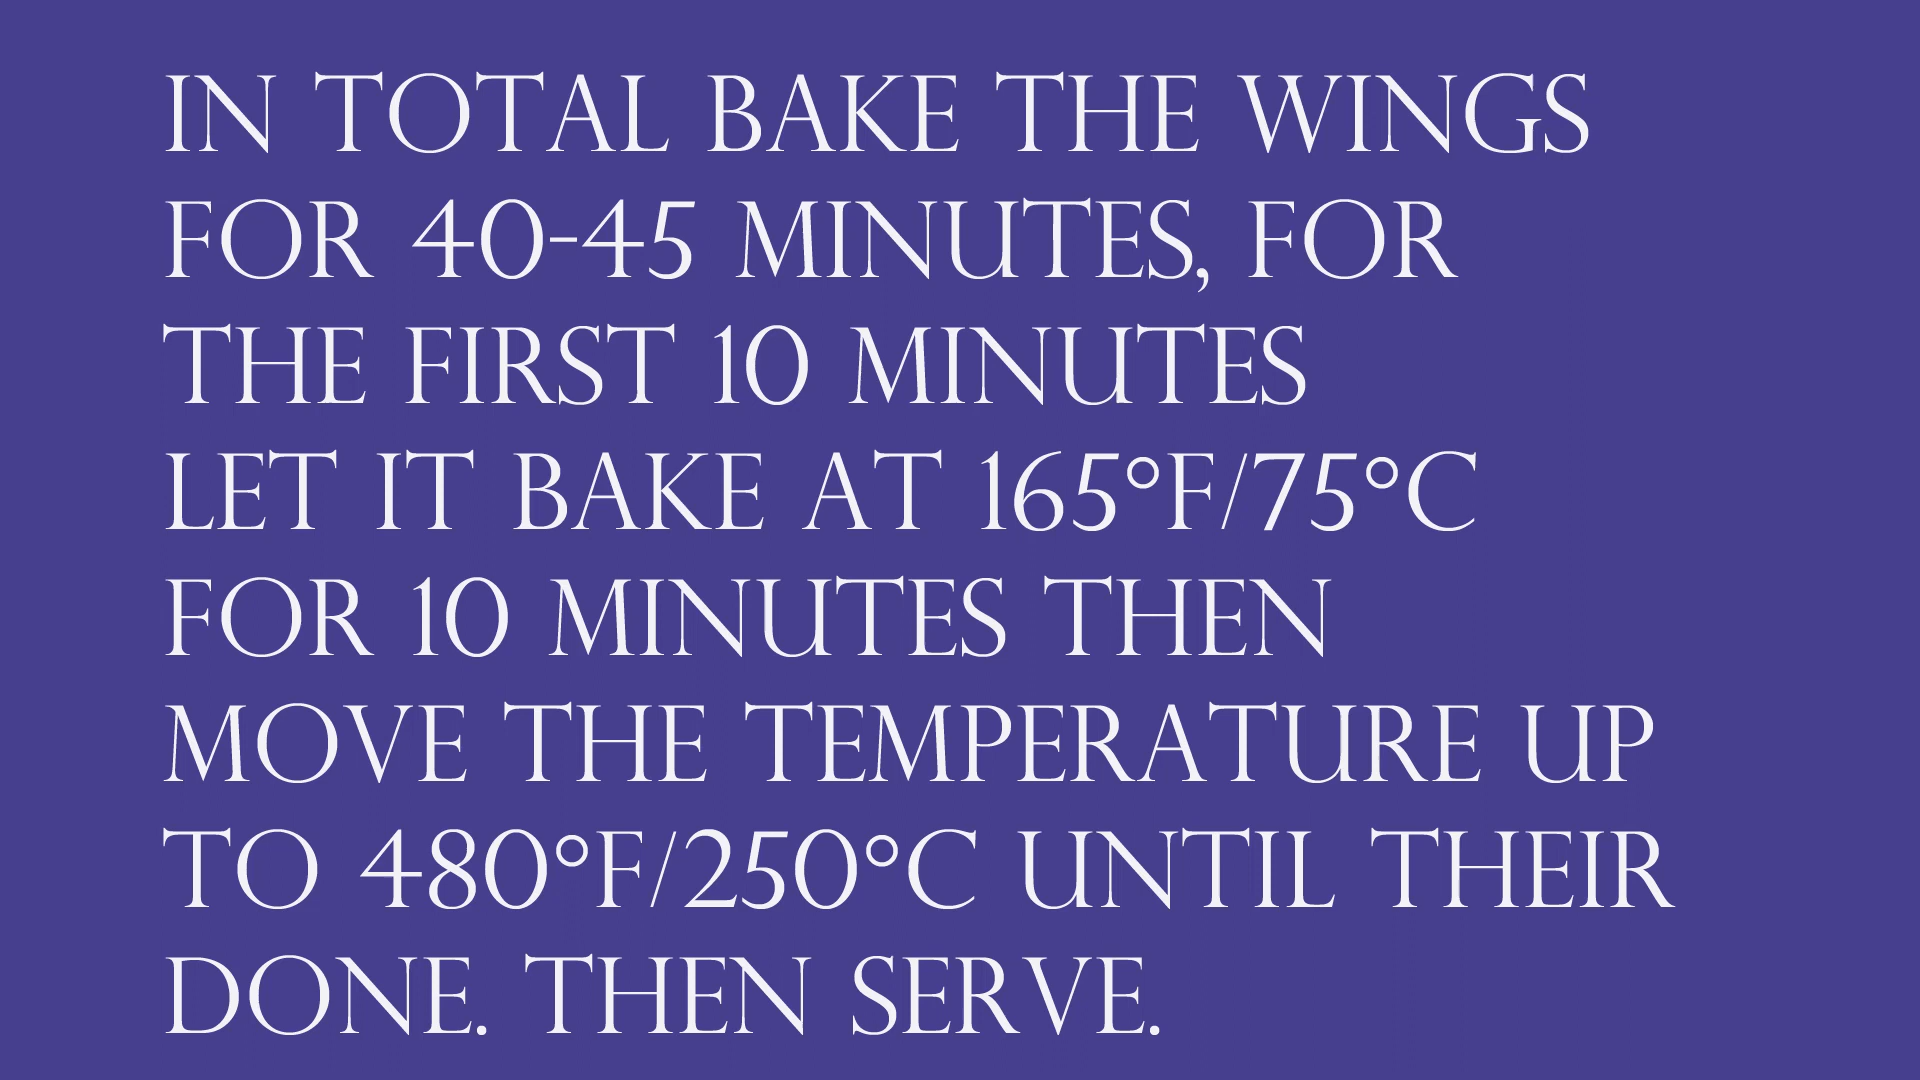 IN TOTAL BAKE THE WINGS
FOR 40-45 MINUTES, FOR
THE FIRST 10 MINUTES
LET IT BAKE AT 165°F/75°C
FOR 10 MINUTES THEN
MOVE THE TEMPERATURE UP
TO 480°F/250°C UNTIL THEIR
DONE. THEN SERVE.